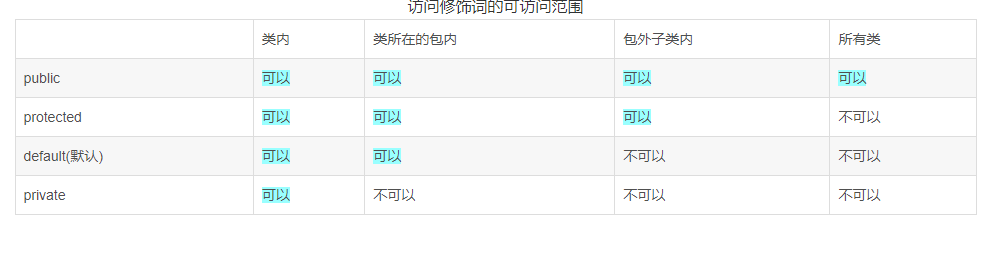 访问修饰词的可访问范围
类内 类所在的包内 包外子类内 所有类
public 可以 可以 可以 可以
protected 可以 可以 可以 不可以
default(默认) 可以 可以 不可以 不可以
private 可以 不可以 不可以 不可以